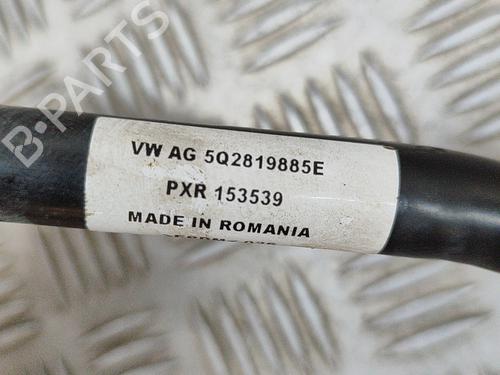 B-PARTS
VW AG 5Q2819885E
PXR 153539
MADE IN ROMANIA